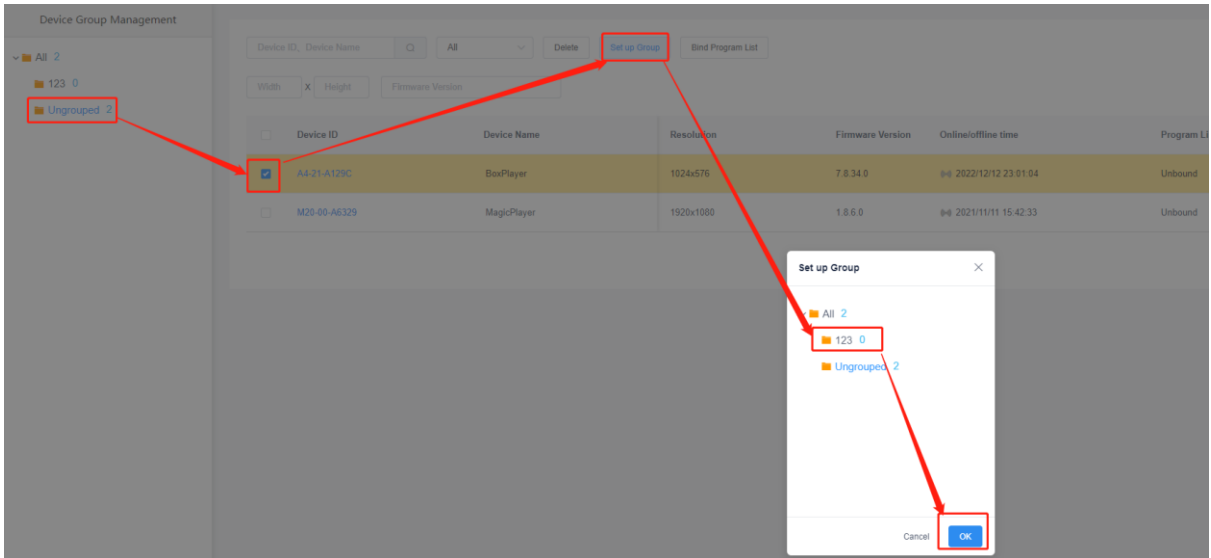 Device Group Management
All 2
123 0
Ungrouped 2
Device ID, Device Name All Delete Set up Group Bind Program List
Width X Height Firmware Version
Device ID Device Name Resolution Firmware Version Online/offline time Program Li
A4-21-A129C BoxPlayer 1024x576 7.8.34.0 2022/12/12 23:01:04 Unbound
M20-00-A6329 MagicPlayer 1920x1080 1.8.6.0 2021/11/11 15:42:33 Unbound
Set up Group
All 2
123 0
Ungrouped 2
Cancel OK